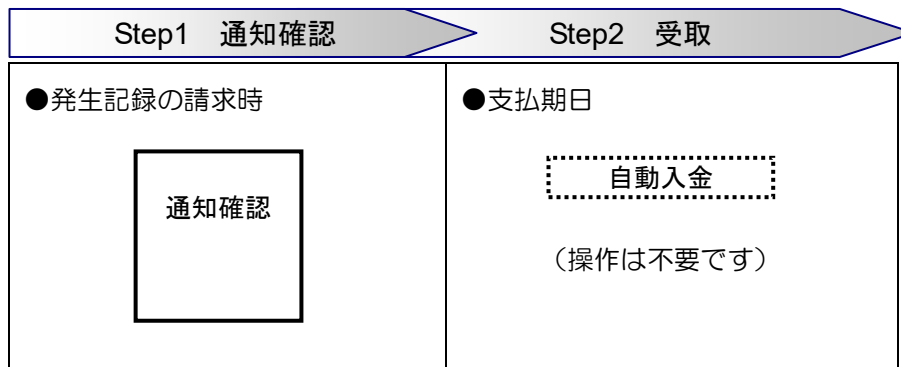 Step1　通知確認
Step2　受取
●発生記録の請求時
通知確認
●支払期日
自動入金
（操作は不要です）